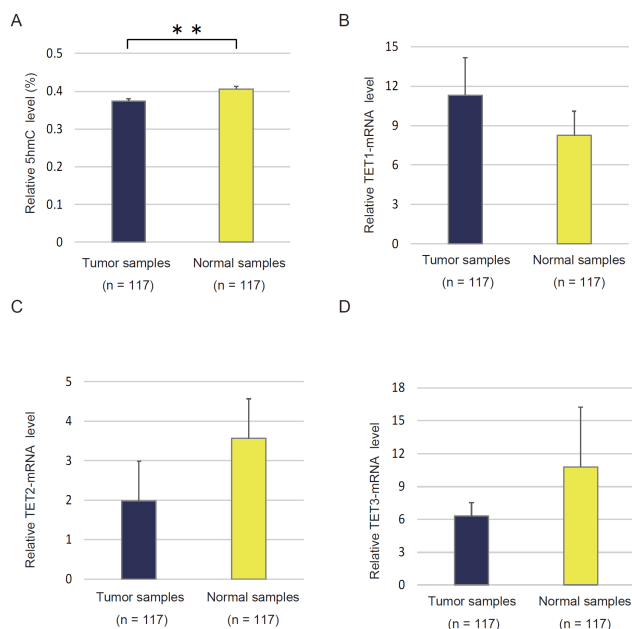 A
＊＊
Relative 5hmC level (%)
0.5
0.4
0.3
0.2
0.1
0
Tumor samples
Normal samples
(n = 117)
(n = 117)
B
Relative TET1-mRNA level
15
12
9
6
3
0
Tumor samples
Normal samples
(n = 117)
(n = 117)
C
Relative TET2-mRNA level
5
4
3
2
1
0
Tumor samples
Normal samples
(n = 117)
(n = 117)
D
Relative TET3-mRNA level
18
15
12
9
6
3
0
Tumor samples
Normal samples
(n = 117)
(n = 117)